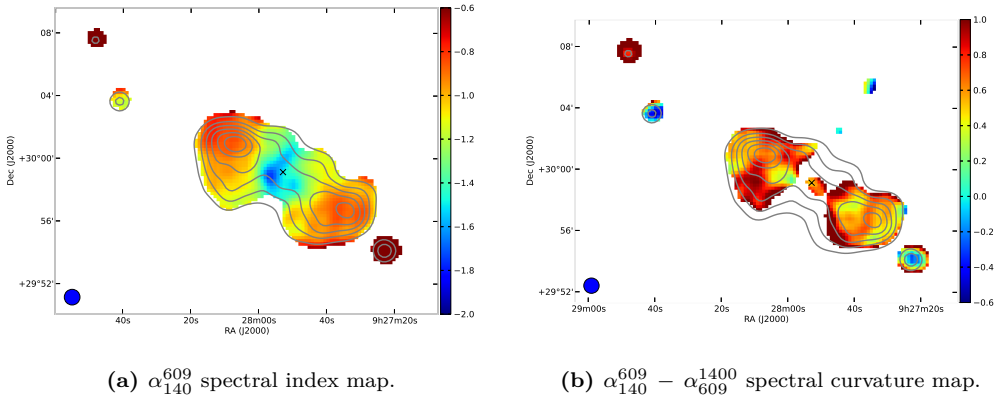 08'
04'
+30°00'
56'
+29°52'
Dec (J2000)
40s
20s
28m00s
40s
9h27m20s
RA (J2000)
−0.6
−0.8
−1.0
−1.2
−1.4
−1.6
−1.8
−2.0
08'
04'
+30°00'
56'
+29°52'
Dec (J2000)
29m00s
40s
20s
28m00s
40s
9h27m20s
RA (J2000)
1.0
0.8
0.6
0.4
0.2
0.0
−0.2
−0.4
−0.6
(a) α₁₄₀⁶⁰⁹ spectral index map.
(b) α₁₄₀⁶⁰⁹ − α₆₀₉¹⁴⁰⁰ spectral curvature map.